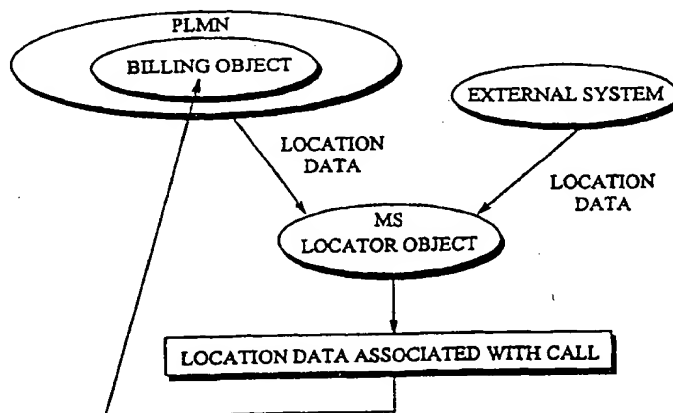 PLMN
BILLING OBJECT
EXTERNAL SYSTEM
LOCATION
DATA
LOCATION
DATA
MS
LOCATOR OBJECT
LOCATION DATA ASSOCIATED WITH CALL